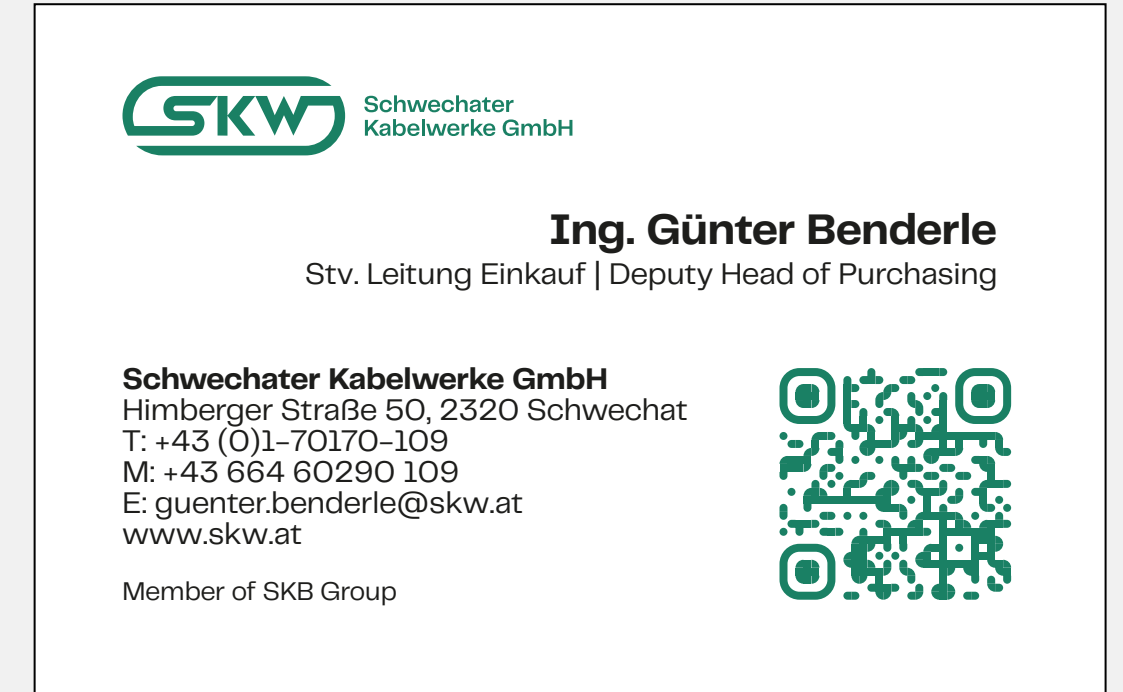 SKW
Schwechater
Kabelwerke GmbH
Ing. Günter Benderle
Stv. Leitung Einkauf | Deputy Head of Purchasing
Schwechater Kabelwerke GmbH
Himberger Straße 50, 2320 Schwechat
T: +43 (0)1-70170-109
M: +43 664 60290 109
E: guenter.benderle@skw.at
www.skw.at
Member of SKB Group